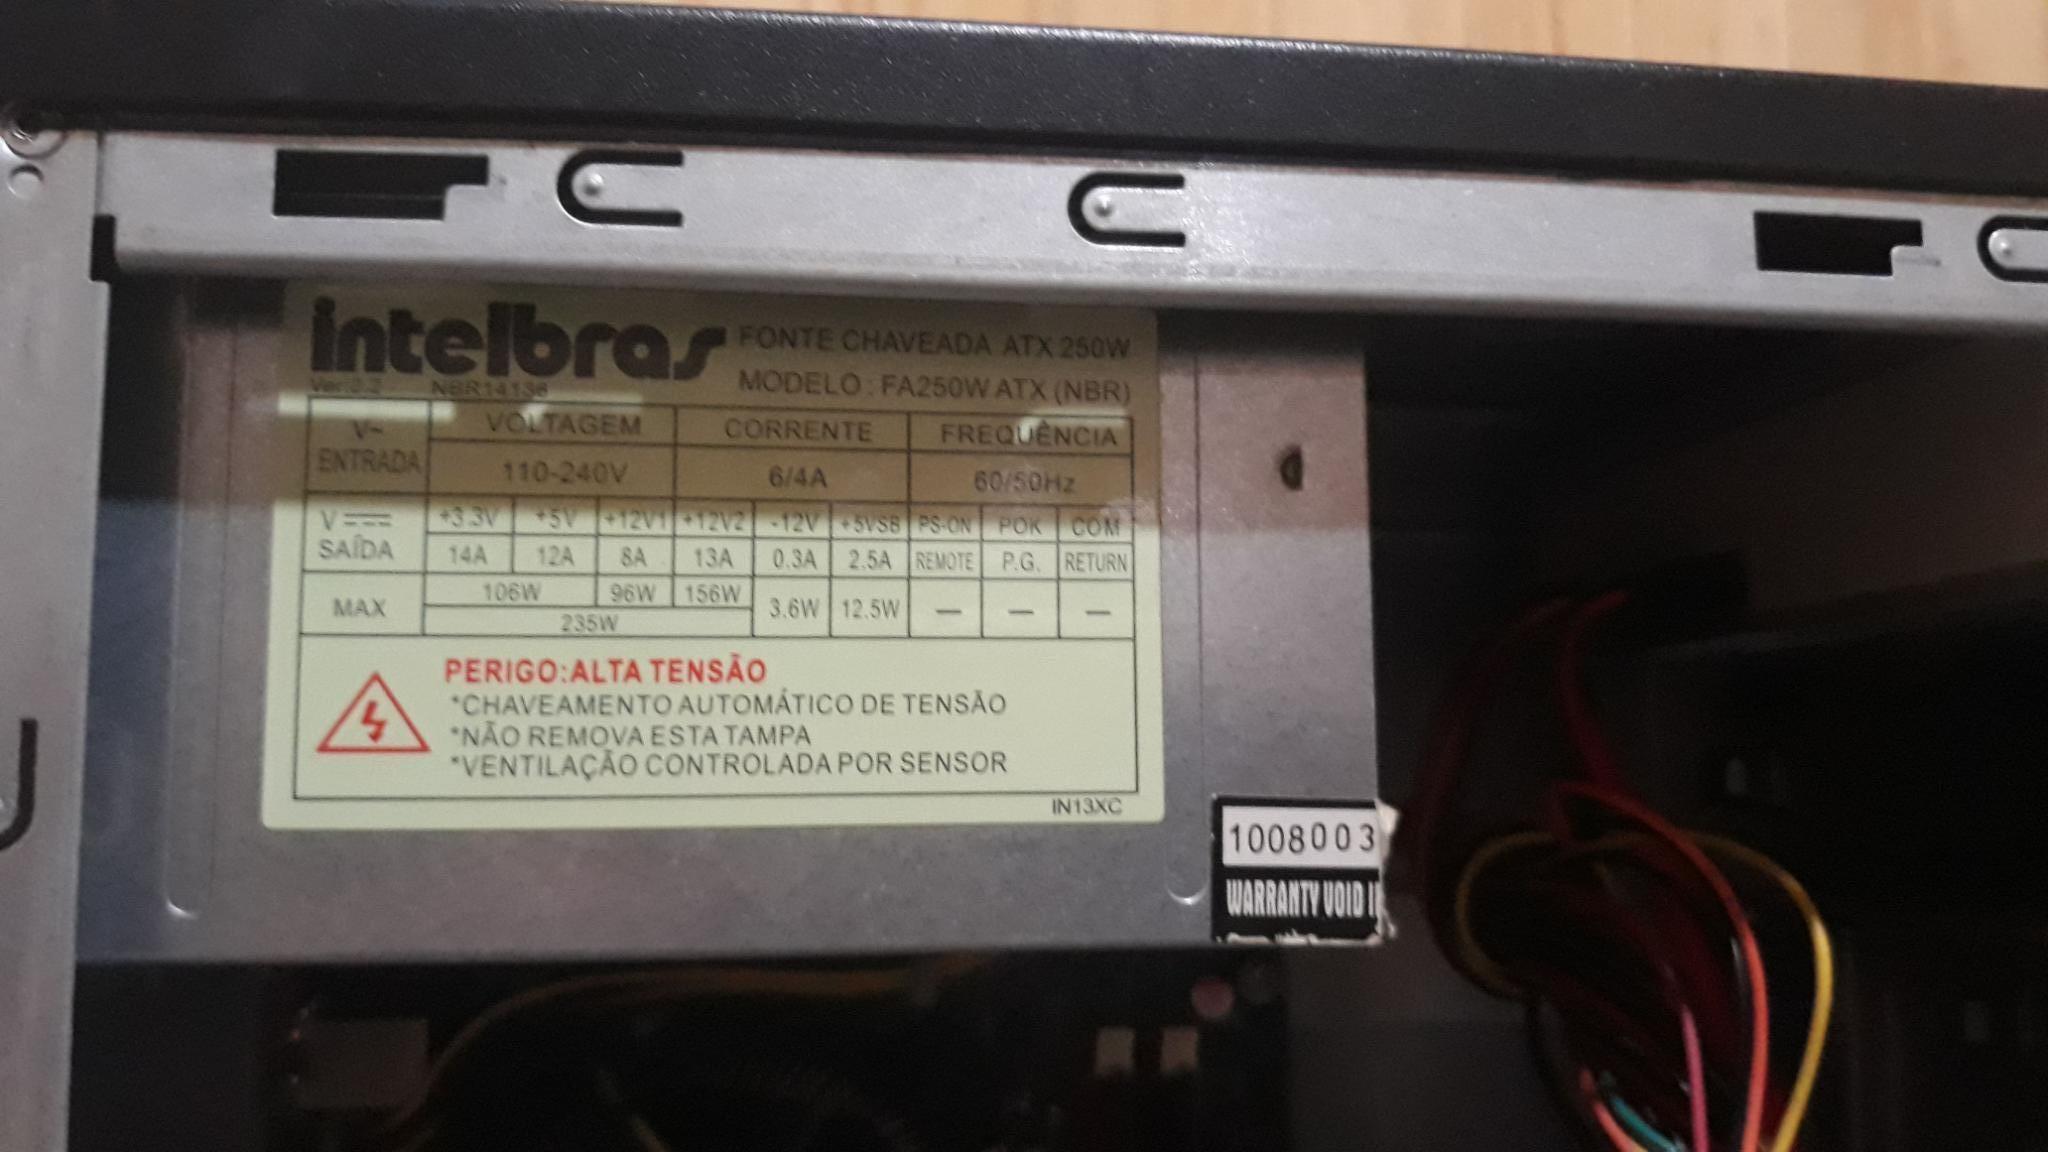 intelbras
FONTE CHAVEADA ATX 250W
Ver:0.2 NBR14136
MODELO : FA250W ATX (NBR)
V~ ENTRADA VOLTAGEM CORRENTE FREQUÊNCIA
110-240V 6/4A 60/50Hz
V SAÍDA +3.3V +5V +12V1 +12V2 -12V +5VSB PS-ON POK COM
14A 12A 8A 13A 0.3A 2.5A REMOTE P.G. RETURN
MAX 106W 96W 156W 3.6W 12.5W — — —
235W
PERIGO:ALTA TENSÃO
*CHAVEAMENTO AUTOMÁTICO DE TENSÃO
*NÃO REMOVA ESTA TAMPA
*VENTILAÇÃO CONTROLADA POR SENSOR
IN13XC
1008003
WARRANTY VOID